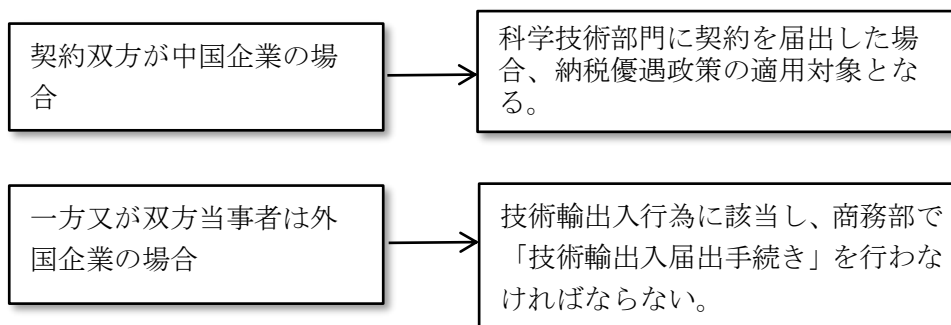 契約双方が中国企業の場
合
科学技術部門に契約を届出した場
合、納税優遇政策の適用対象とな
る。
一方又が双方当事者は外
国企業の場合
技術輸出入行為に該当し、商務部で
「技術輸出入届出手続き」を行わな
ければならない。